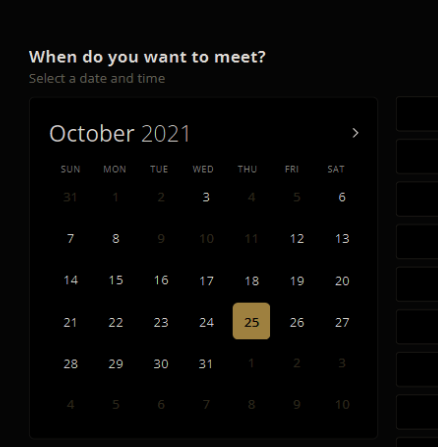 When do you want to meet?
Select a date and time
October 2021 >
SUN MON TUE WED THU FRI SAT
31 1 2 3 4 5 6
7 8 9 10 11 12 13
14 15 16 17 18 19 20
21 22 23 24 25 26 27
28 29 30 31 1 2 3
4 5 6 7 8 9 10